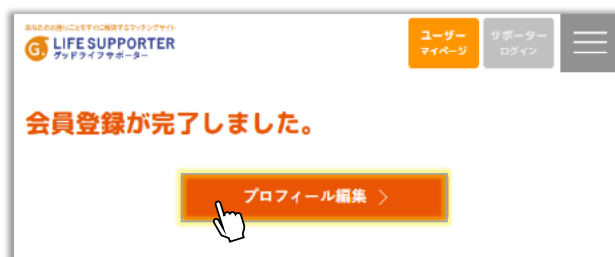 あなたのお困りごとをすぐに解決するマッチングサイト
G. LIFE SUPPORTER
グッドライフサポーター
ユーザー
マイページ
サポーター
ログイン
会員登録が完了しました。
プロフィール編集 >